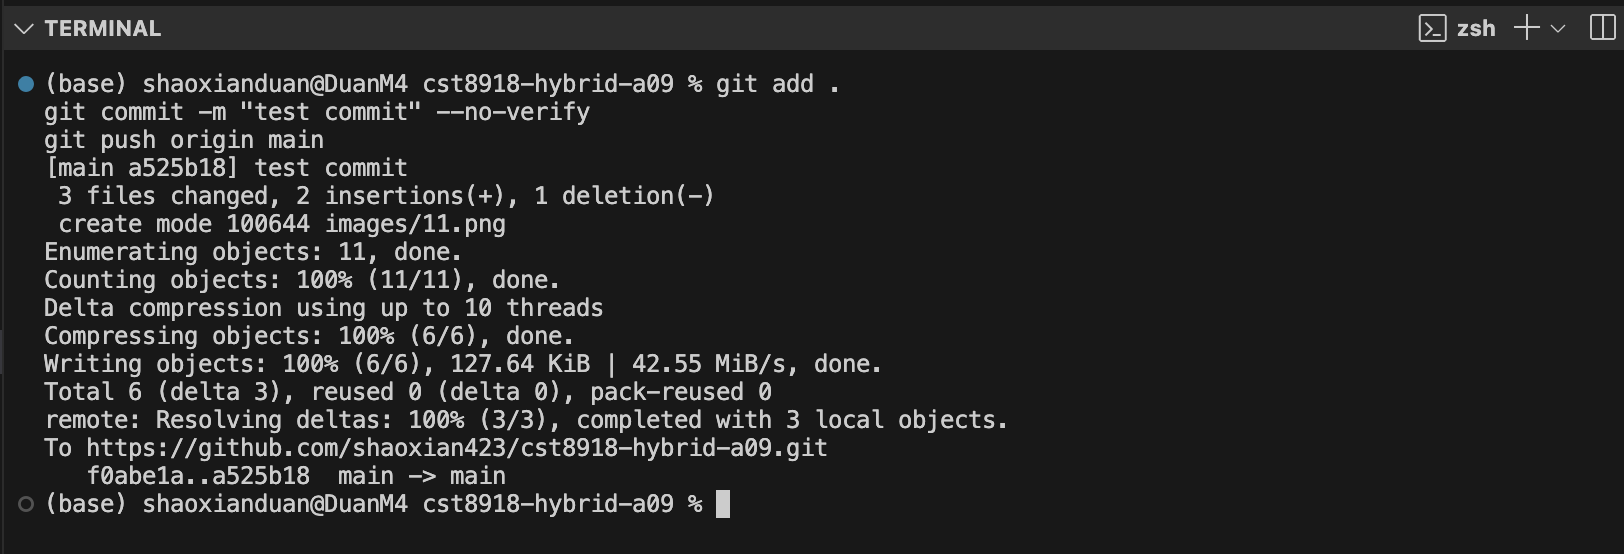 TERMINAL
zsh
(base) shaoxianduan@DuanM4 cst8918-hybrid-a09 % git add .
git commit -m "test commit" --no-verify
git push origin main
[main a525b18] test commit
 3 files changed, 2 insertions(+), 1 deletion(-)
 create mode 100644 images/11.png
Enumerating objects: 11, done.
Counting objects: 100% (11/11), done.
Delta compression using up to 10 threads
Compressing objects: 100% (6/6), done.
Writing objects: 100% (6/6), 127.64 KiB | 42.55 MiB/s, done.
Total 6 (delta 3), reused 0 (delta 0), pack-reused 0
remote: Resolving deltas: 100% (3/3), completed with 3 local objects.
To https://github.com/shaoxian423/cst8918-hybrid-a09.git
   f0abe1a..a525b18  main -> main
(base) shaoxianduan@DuanM4 cst8918-hybrid-a09 %